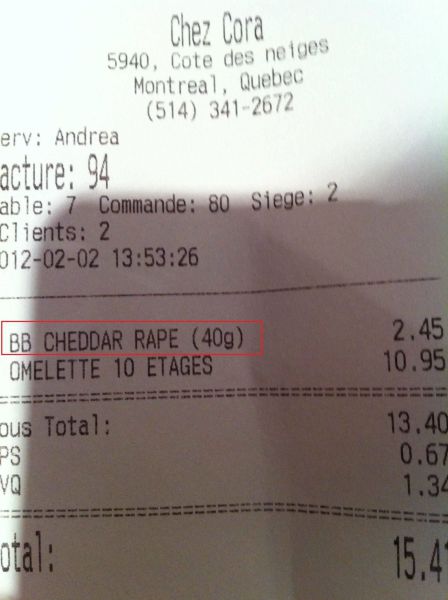 Chez Cora
5940, Cote des neiges
Montreal, Quebec
(514) 341-2672
erv: Andrea
acture: 94
able: 7 Commande: 80 Siege: 2
Clients: 2
012-02-02 13:53:26
BB CHEDDAR RAPE (40g) 2.45
OMELETTE 10 ETAGES 10.95
ous Total: 13.40
PS 0.67
VQ 1.34
otal: 15.41